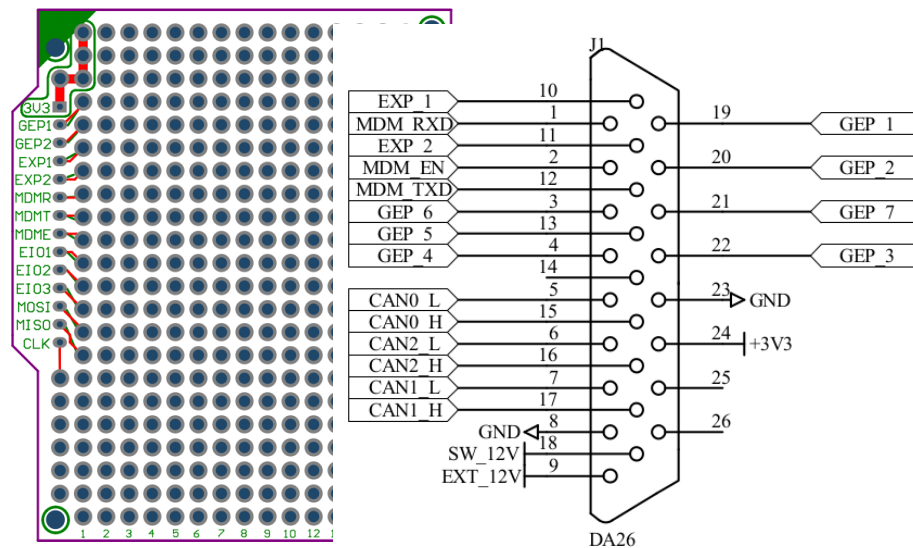 3V3
GEP1
GEP2
EXP1
EXP2
MDMR
MDMT
MDME
EIO1
EIO2
EIO3
MOSI
MISO
CLK
1 2 3 4 5 6 7 8 9 10 11 12
J1
EXP_1 10
MDM_RXD 1 19 GEP_1
EXP_2 11
MDM_EN 2 20 GEP_2
MDM_TXD 12
GEP_6 3 21 GEP_7
GEP_5 13
GEP_4 4 22 GEP_3
14
CAN0_L 5 23 GND
CAN0_H 15
CAN2_L 6 24 +3V3
CAN2_H 16
CAN1_L 7 25
CAN1_H 17
GND 8 26
SW_12V 18
EXT_12V 9
DA26